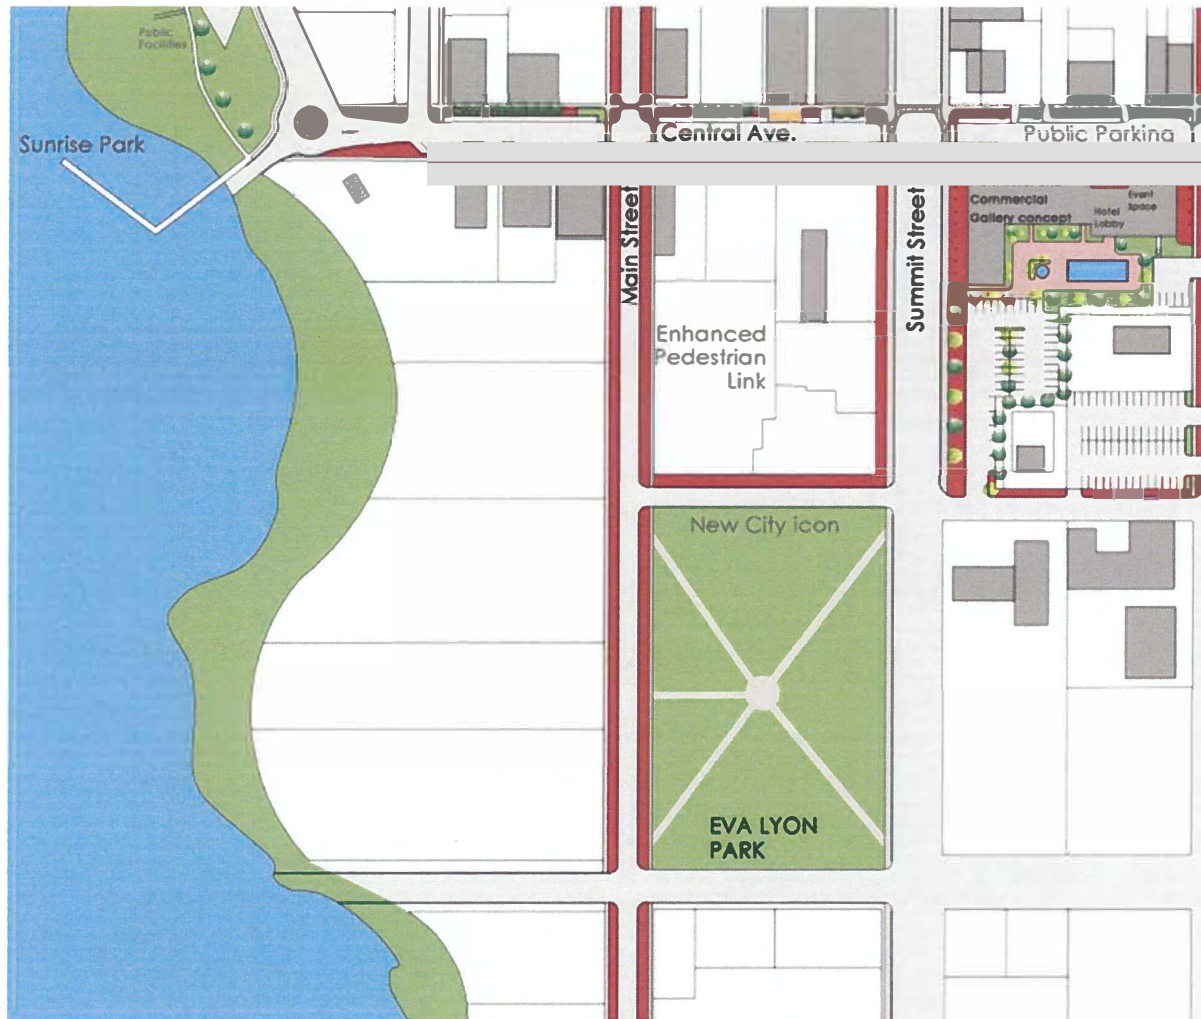 Public
Facilities
Sunrise Park
Central Ave.
Public Parking
Main Street
Summit Street
Commercial
Gallery concept
Hotel
Lobby
Event
Space
Enhanced
Pedestrian
Link
New City icon
EVA LYON
PARK